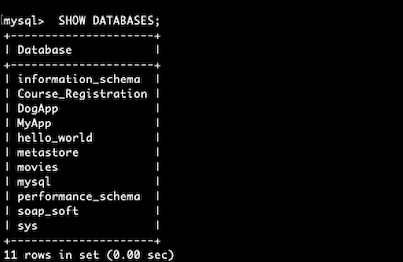 mysql>  SHOW DATABASES;
+----------------------+
| Database             |
+----------------------+
| information_schema   |
| Course_Registration  |
| DogApp               |
| MyApp                |
| hello_world          |
| metastore            |
| movies               |
| mysql                |
| performance_schema   |
| soap_soft            |
| sys                  |
+----------------------+
11 rows in set (0.00 sec)